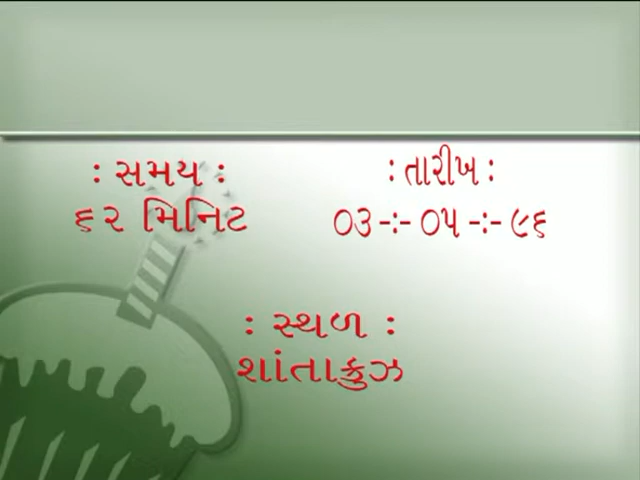 : સમય :
૬૨ મિનિટ
: તારીખ :
૦૩ -:- ૦૫ -:- ૯૬
: સ્થળ :
શાંતાક્રુઝ